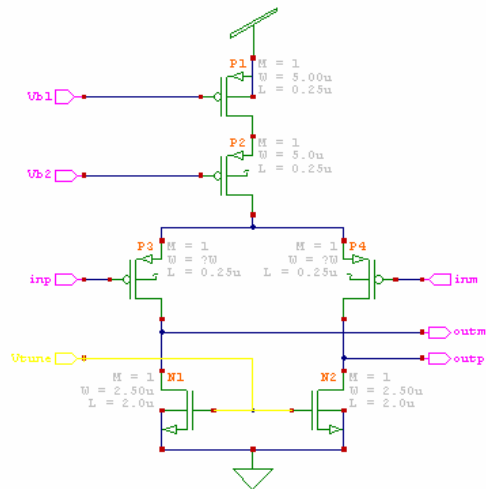 P1
M = 1
W = 5.00u
L = 0.25u
Vb1
P2
M = 1
W = 5.0u
L = 0.25u
Vb2
P3
M = 1
W = ?W
L = 0.25u
P4
M = 1
W = ?W
L = 0.25u
inp
inm
outm
outp
Vtune
N1
M = 1
W = 2.50u
L = 2.0u
N2
M = 1
W = 2.50u
L = 2.0u